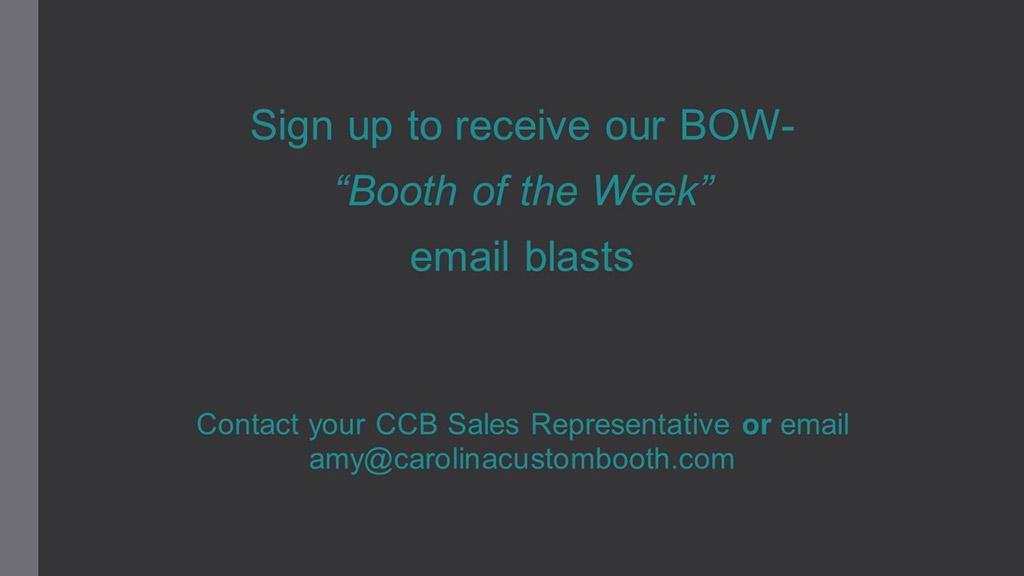 Sign up to receive our BOW-
“Booth of the Week”
email blasts
Contact your CCB Sales Representative or email
amy@carolinacustombooth.com